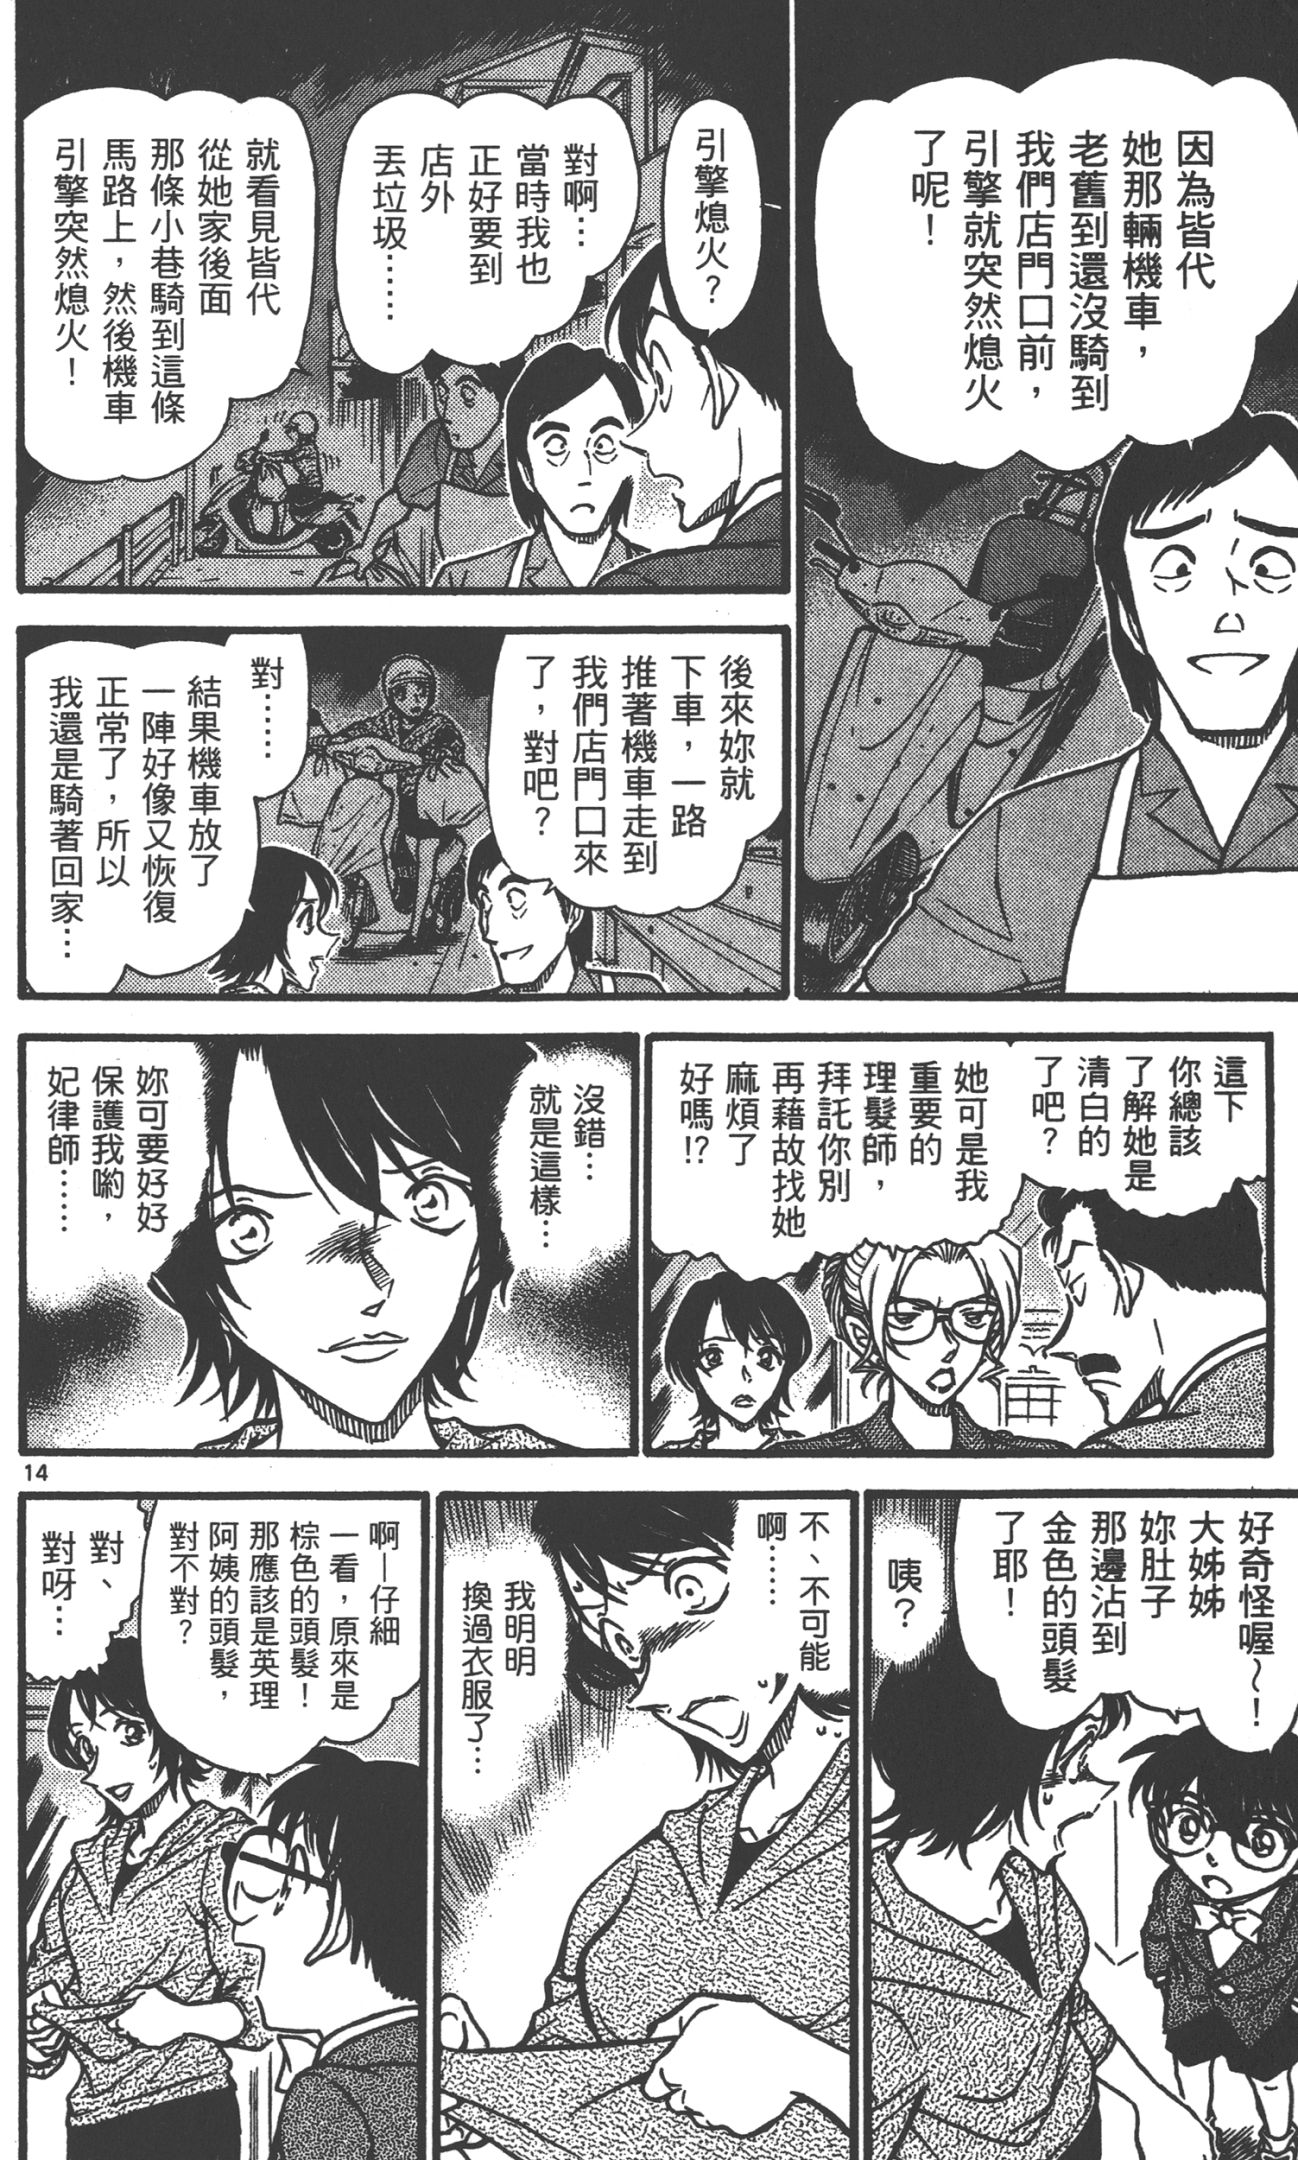 因為皆代
她那輛機車，
老舊到還沒騎到
我們店門口前，
引擎就突然熄火
了呢！
引擎熄火？
對啊…
當時我也
正好要到
店外
丟垃圾……
就看見皆代
從她家後面
那條小巷騎到這條
馬路上，然後機車
引擎突然熄火！
後來妳就
下車，一路
推著機車走到
我們店門口來
了，對吧？
對……
結果機車放了
一陣好像又恢復
正常了，所以
我還是騎著回家…
這下
你總該
了解她是
清白的
了吧？
她可是我
重要的
理髮師，
拜託你別
再藉故找她
麻煩了
好嗎!?
沒錯…
就是這樣…
妳可要好好
保護我喲，
妃律師……
14
好奇怪喔～！
大姊姊
妳肚子
那邊沾到
金色的頭髮
了耶！
咦？
不、不可能
啊……
我明明
換過衣服了…
啊—仔細
一看，原來是
棕色的頭髮！
那應該是英理
阿姨的頭髮，
對不對？
對、
對呀…